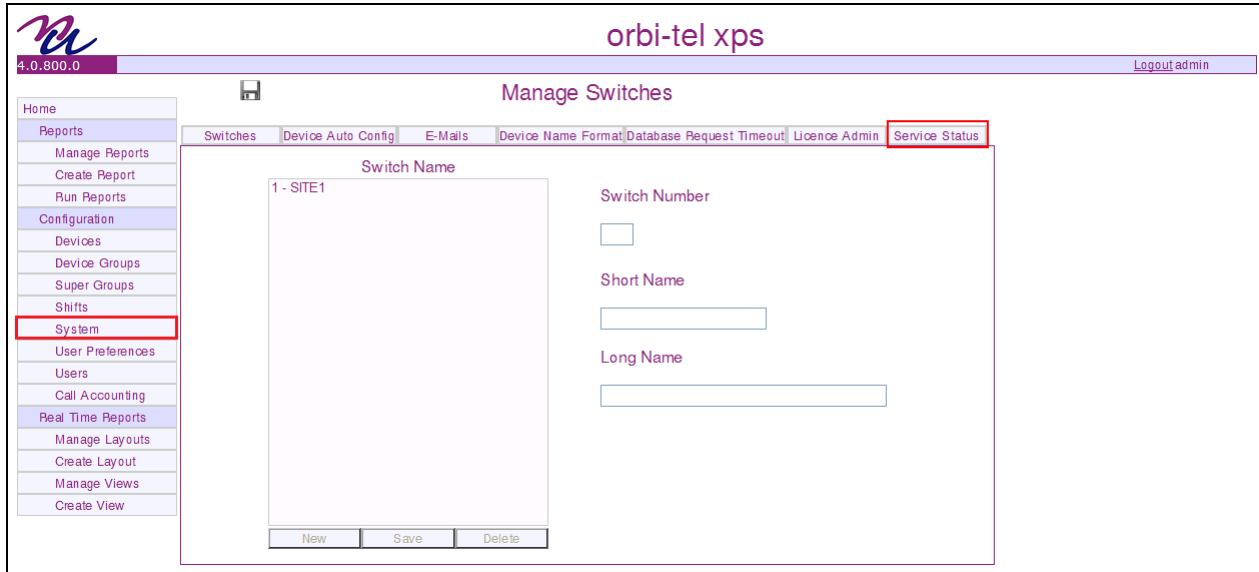 orbi-tel xps
4.0.800.0
Logout admin
Manage Switches
Home
Reports
Manage Reports
Create Report
Run Reports
Configuration
Devices
Device Groups
Super Groups
Shifts
System
User Preferences
Users
Call Accounting
Real Time Reports
Manage Layouts
Create Layout
Manage Views
Create View
Switches Device Auto Config E-Mails Device Name Format Database Request Timeout Licence Admin Service Status
Switch Name
1 - SITE1
New Save Delete
Switch Number
Short Name
Long Name